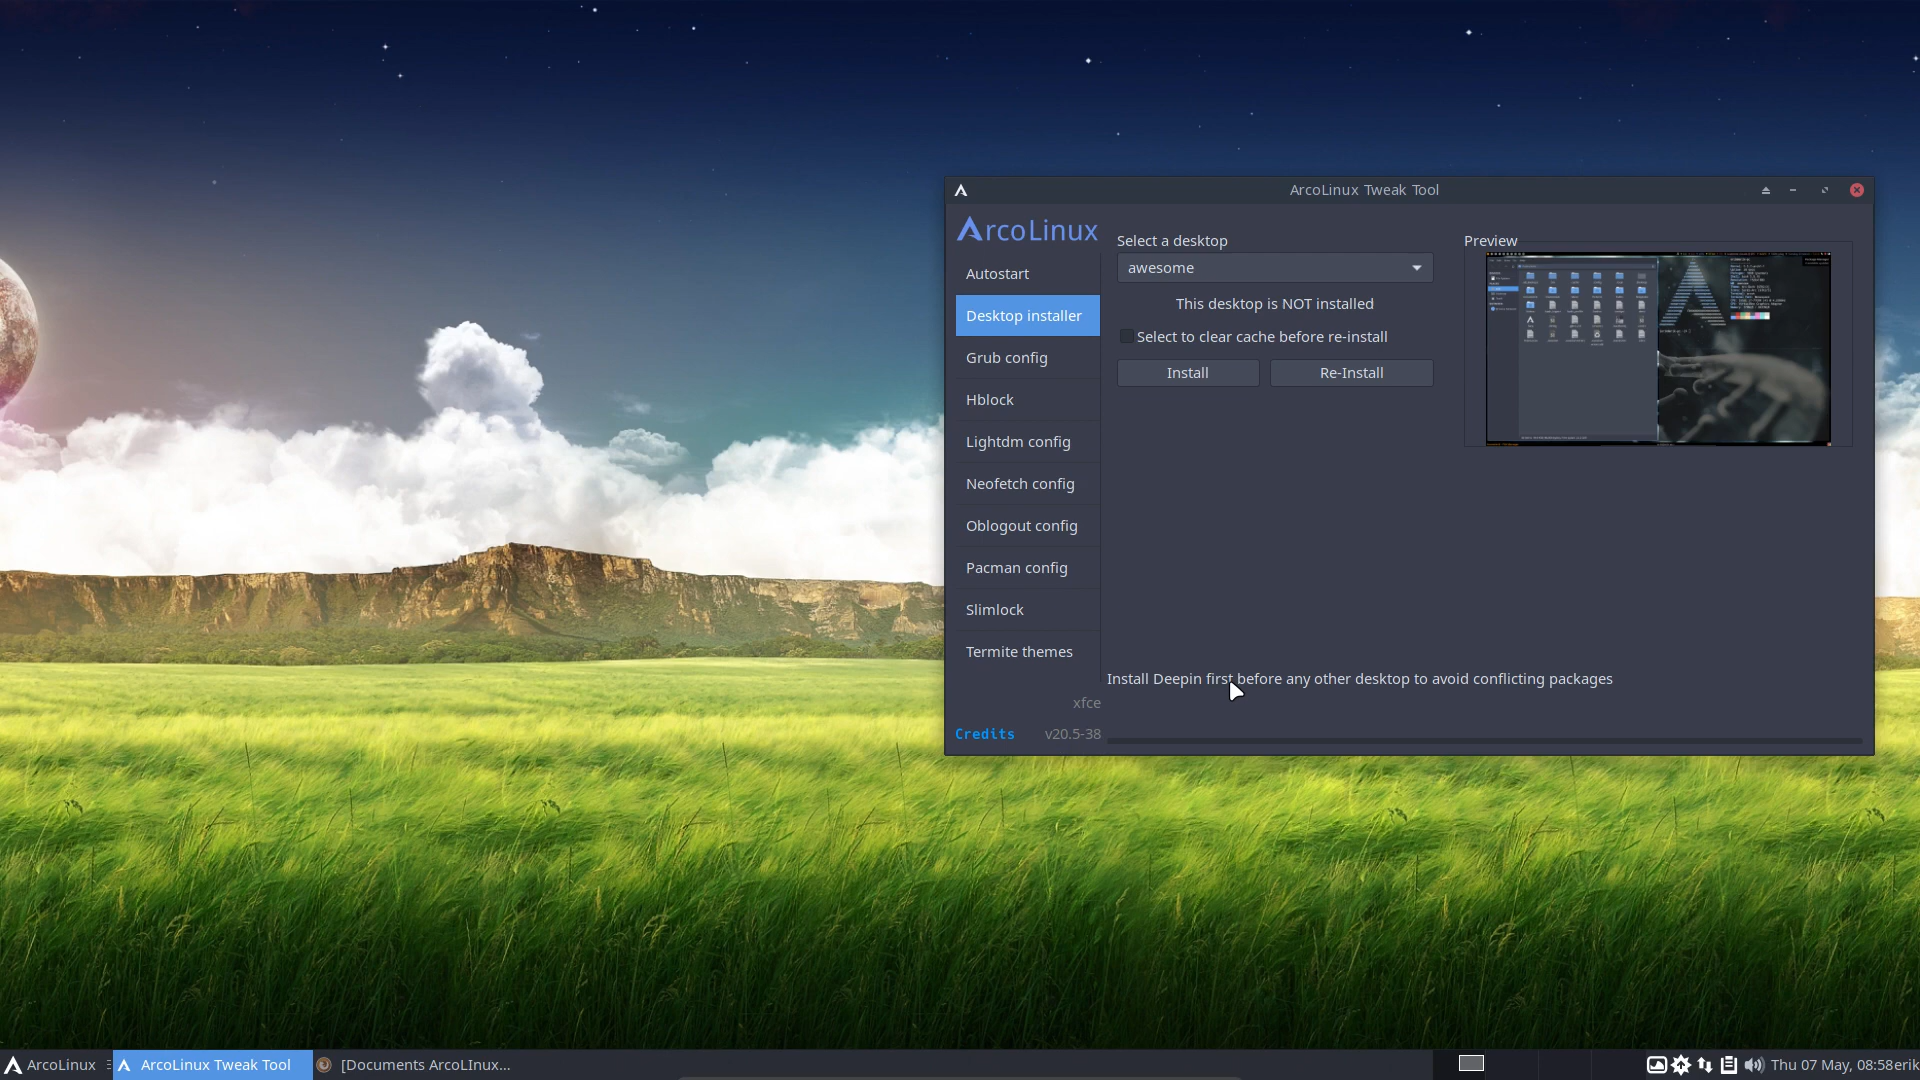 ArcoLinux Tweak Tool
ArcoLinux
Autostart
Desktop installer
Grub config
Hblock
Lightdm config
Neofetch config
Oblogout config
Pacman config
Slimlock
Termite themes
xfce
Credits v20.5-38
Select a desktop
awesome
This desktop is NOT installed
Select to clear cache before re-install
Install Re-Install
Preview
Install Deepin first before any other desktop to avoid conflicting packages
ArcoLinux ArcoLinux Tweak Tool [Documents ArcoLInux... Thu 07 May, 08:58 erik